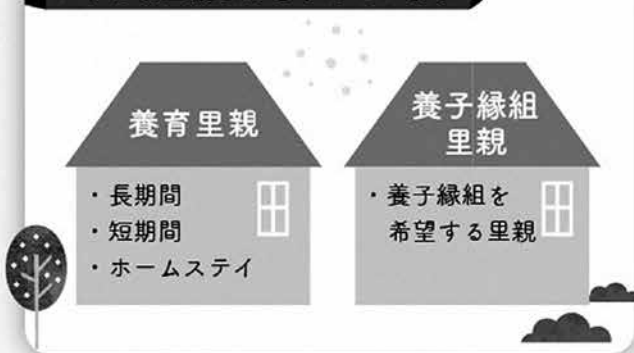 養育里親
・長期間
・短期間
・ホームステイ
養子縁組
里親
・養子縁組を
希望する里親